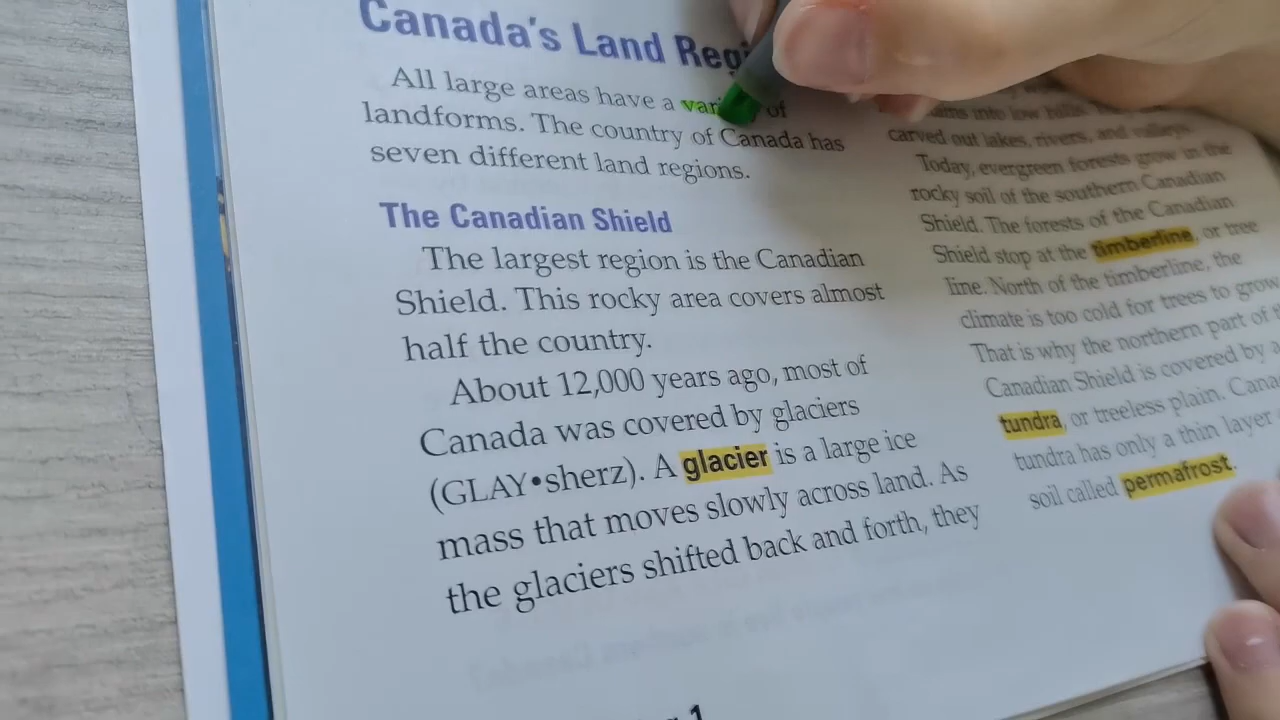 Canada's Land
All large areas have a of
landforms. The country of Canada has
seven different land regions.
The Canadian Shield
The largest region is the Canadian
Shield. This rocky area covers almost
half the country.
About 12,000 years ago, most of
Canada was covered by glaciers
(GLAY•sherz). A glacier is a large ice
mass that moves slowly across land. As
the glaciers shifted back and forth, they
1
into low hills
carved out lakes, rivers, and valleys.
Today, evergreen forests grow in the
rocky soil of the southern Canadian
Shield. The forests of the Canadian
Shield stop at the timberline, or tree
line. North of the timberline, the
climate is too cold for trees to grow
That is why the northern part of
Canadian Shield is covered by a
tundra, or treeless plain.
tundra has only a thin layer
soil called permafrost.